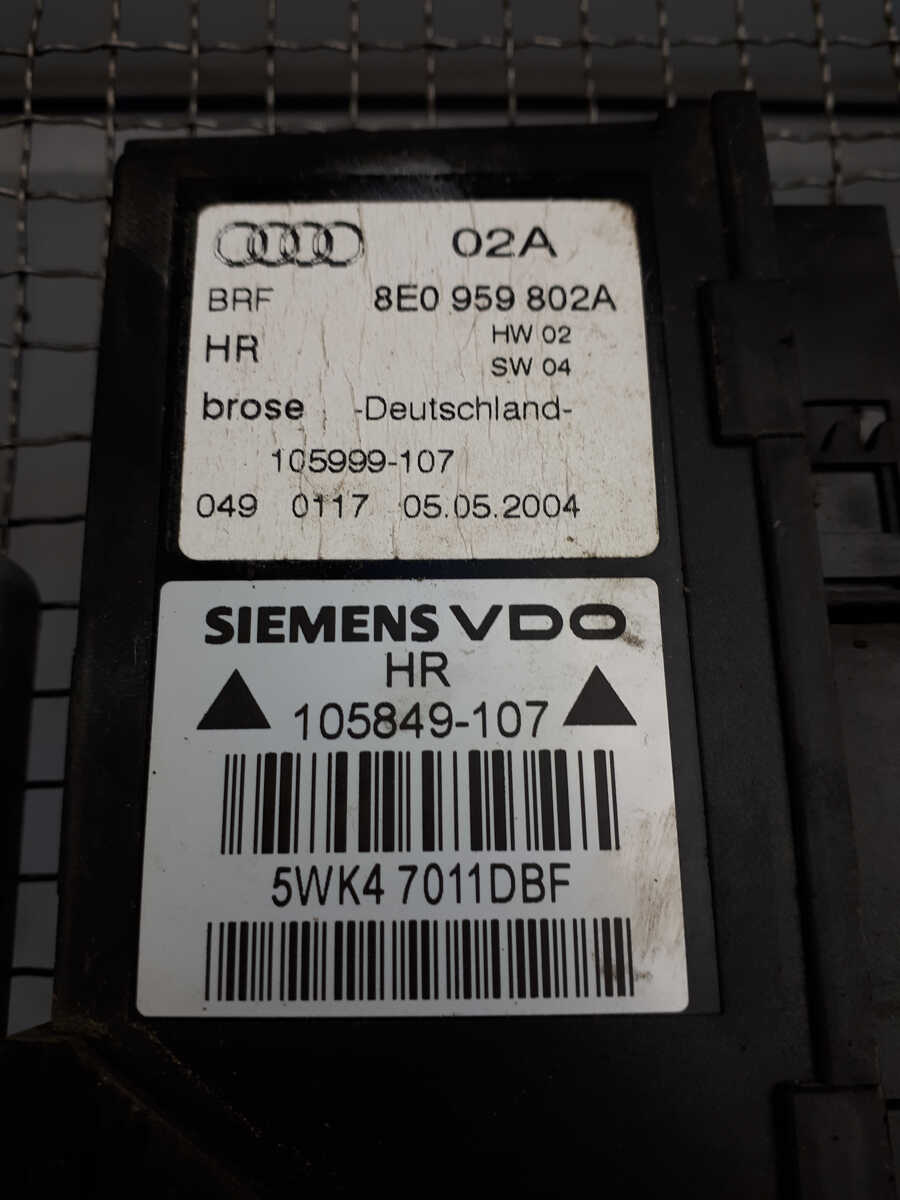 02A
BRF 8E0 959 802A
HR HW 02
SW 04
brose -Deutschland-
105999-107
049 0117 05.05.2004
SIEMENS VDO
HR
105849-107
5WK4 7011DBF